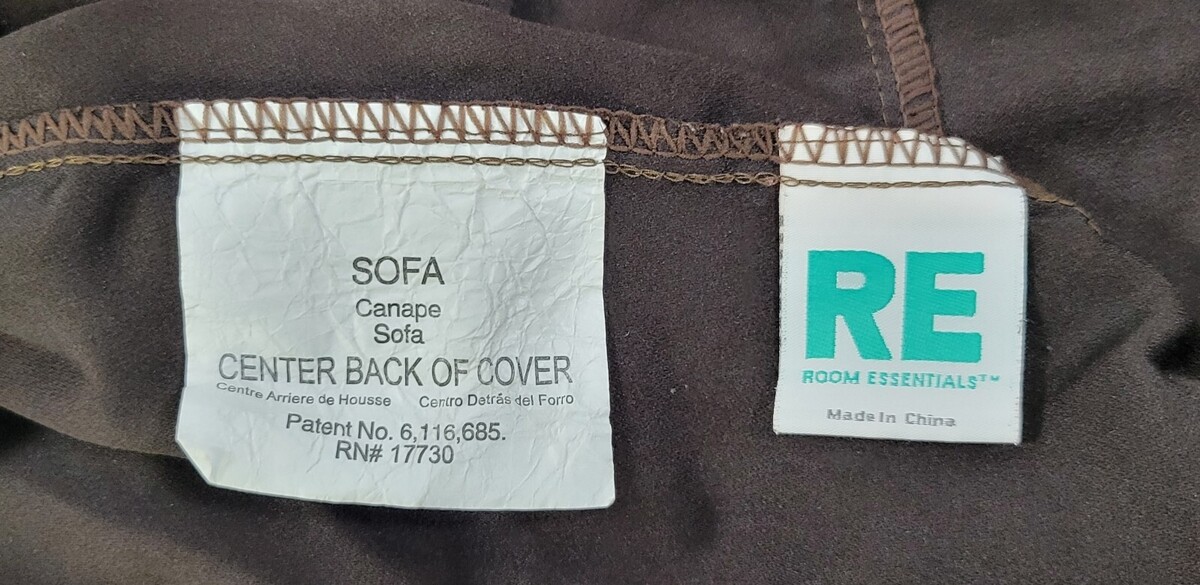 SOFA
Canape
Sofa
CENTER BACK OF COVER
Centre Arriere de Housse Centro Detrás del Forro
Patent No. 6,116,685.
RN# 17730
RE
ROOM ESSENTIALS™
Made In China